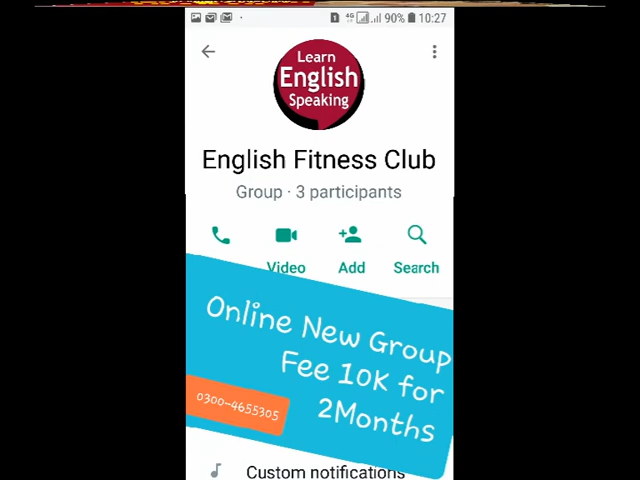 4G 90% 10:27
Learn
English
Speaking
English Fitness Club
Group · 3 participants
Video Add Search
Online New Group
Fee 10K for
2Months
0300-4655305
Custom notifications